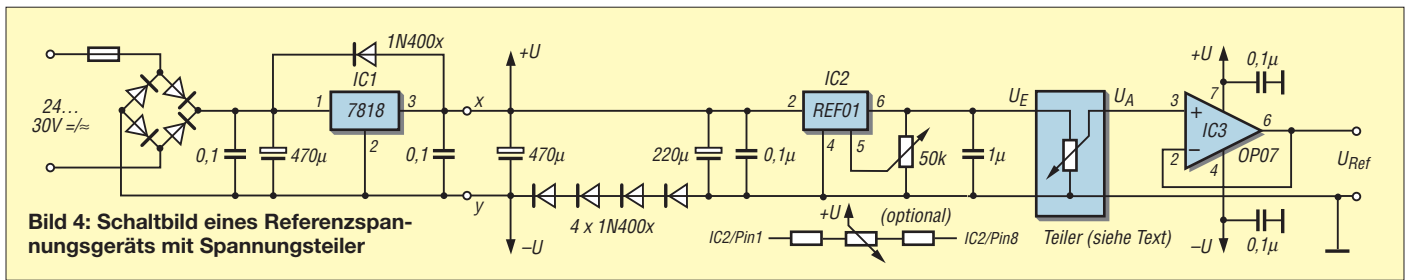 24...
30V =/≈
0,1
470µ
1N400x
IC1
1
7818
3
2
0,1
x
y
+U
470µ
–U
4 x 1N400x
220µ
0,1µ
IC2
2
REF01
6
4
5
50k
1µ
U_E
U_A
+U
(optional)
IC2/Pin1
IC2/Pin8
Teiler (siehe Text)
+U
0,1µ
7
3
+
IC3
6
–
2
OP07
4
–U
0,1µ
U_Ref
Bild 4: Schaltbild eines Referenzspan-
nungsgeräts mit Spannungsteiler